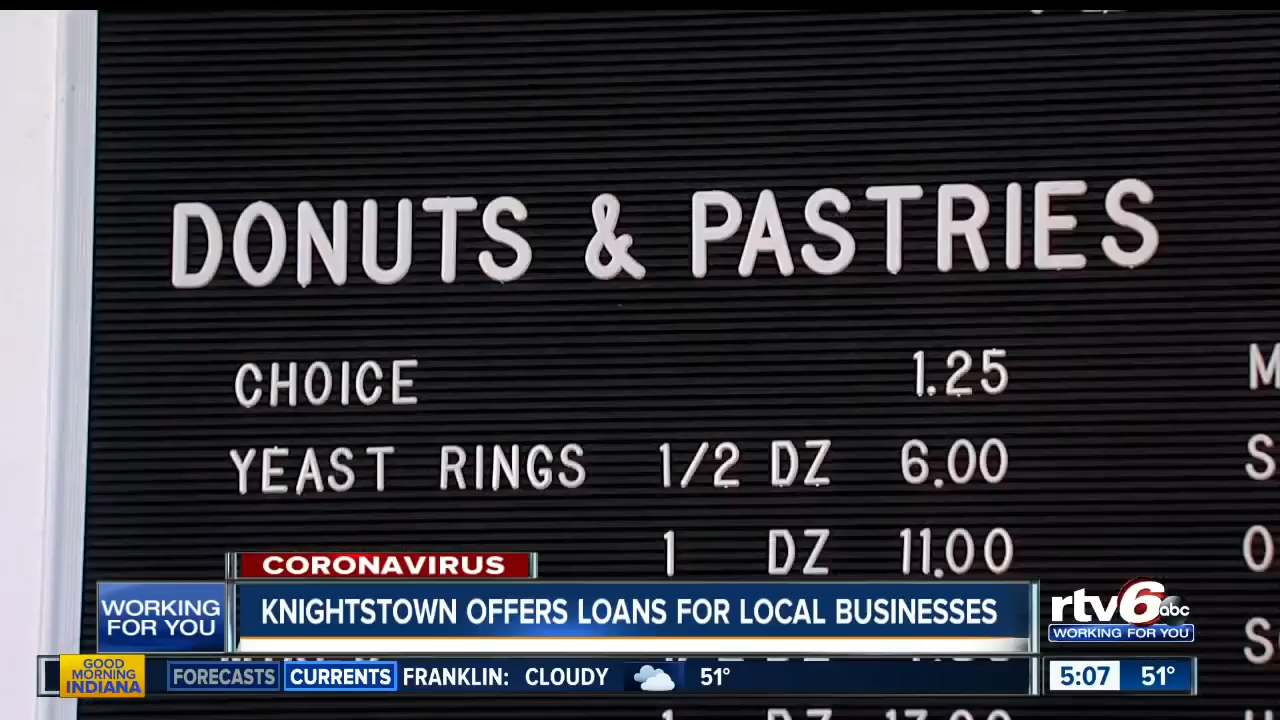 DONUTS & PASTRIES
CHOICE 1.25
YEAST RINGS 1/2 DZ 6.00
1 DZ 11.00
CORONAVIRUS
WORKING FOR YOU
KNIGHTSTOWN OFFERS LOANS FOR LOCAL BUSINESSES
rtv6 abc
WORKING FOR YOU
GOOD MORNING INDIANA
FORECASTS CURRENTS FRANKLIN: CLOUDY 51°
5:07 51°